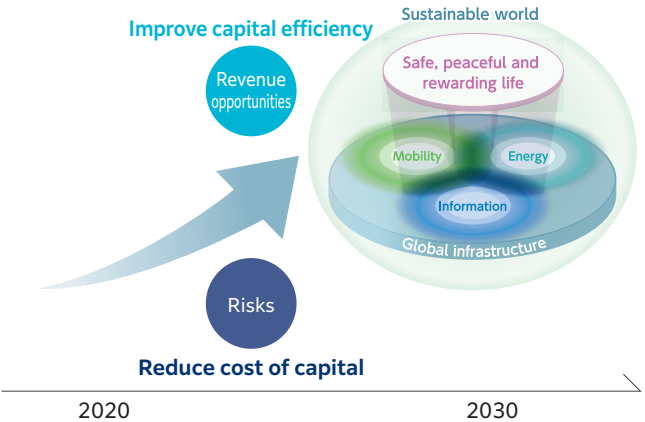 Sustainable world
Improve capital efficiency
Revenue
opportunities
Safe, peaceful and
rewarding life
Mobility
Energy
Information
Global infrastructure
Risks
Reduce cost of capital
2020
2030